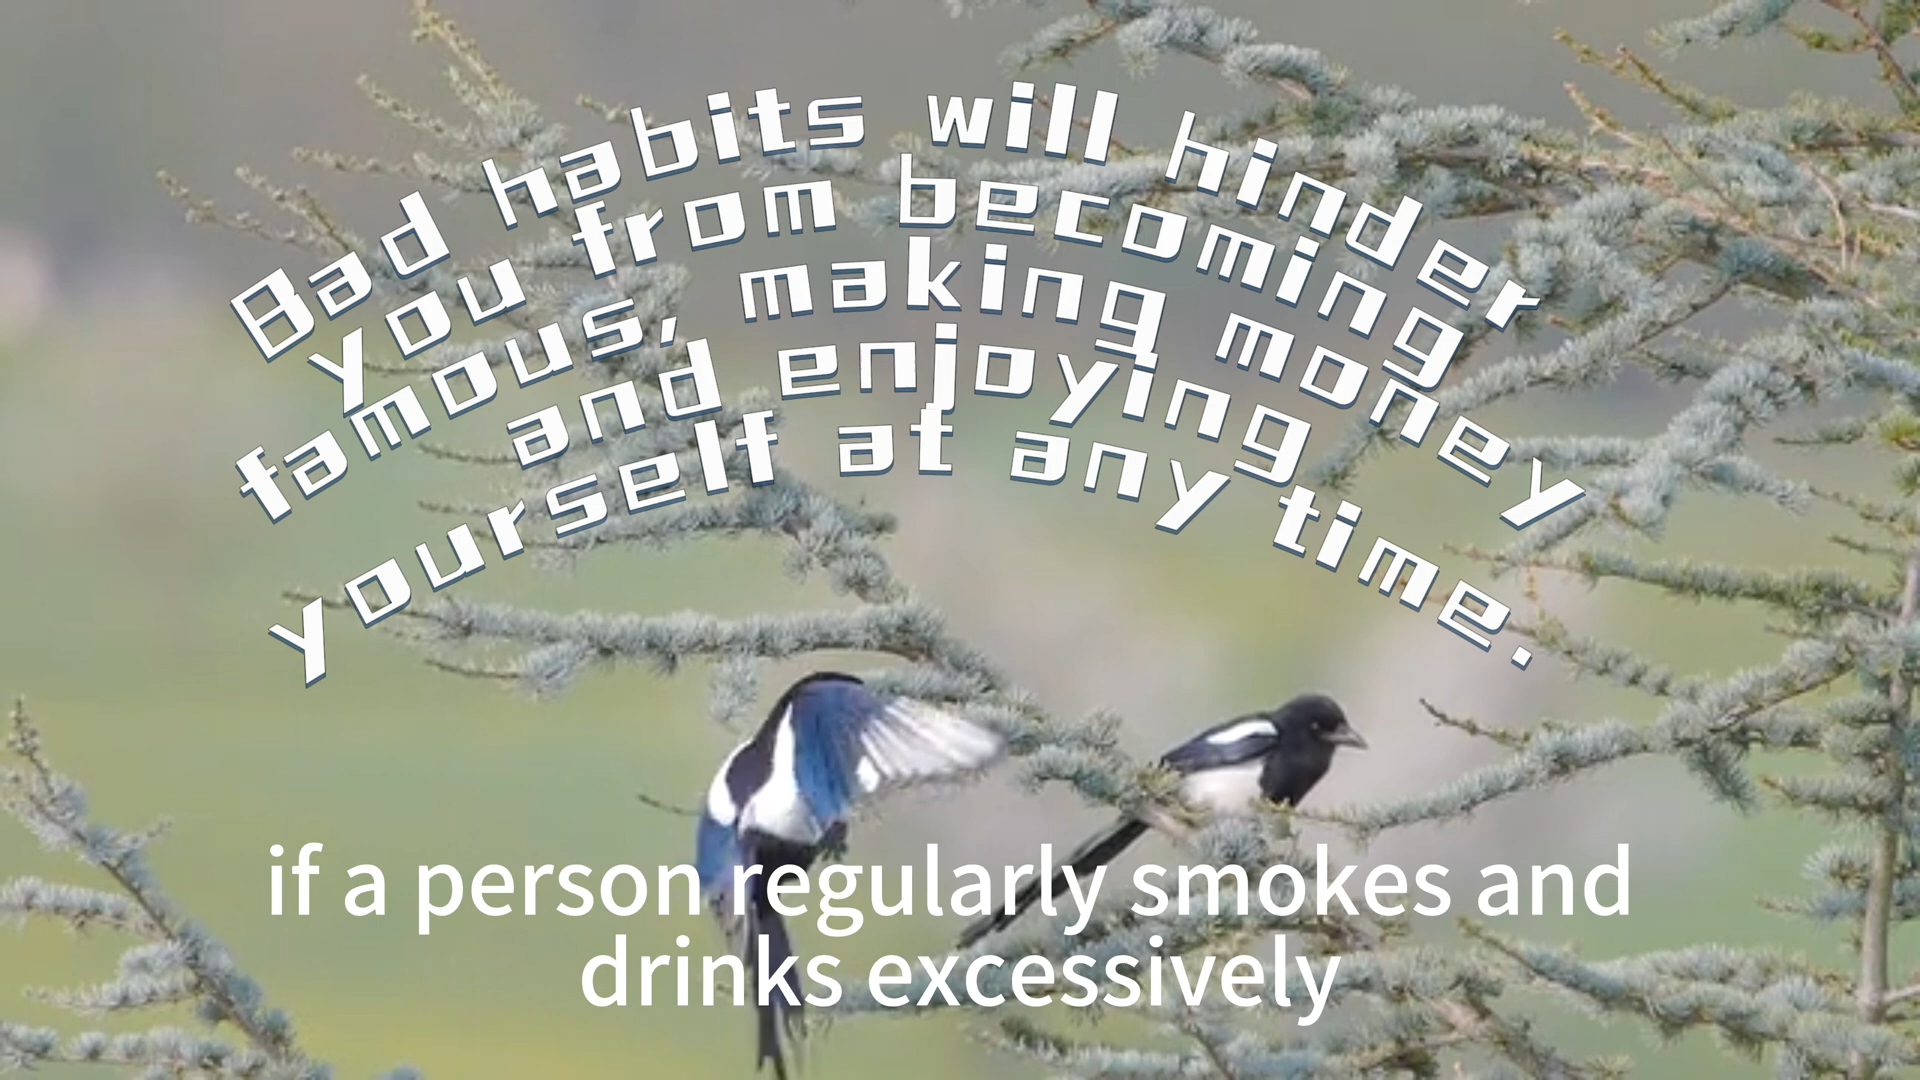 Bad habits will hinder
you from becoming
famous, making money
and enjoying
yourself at any time.
if a person regularly smokes and
drinks excessively